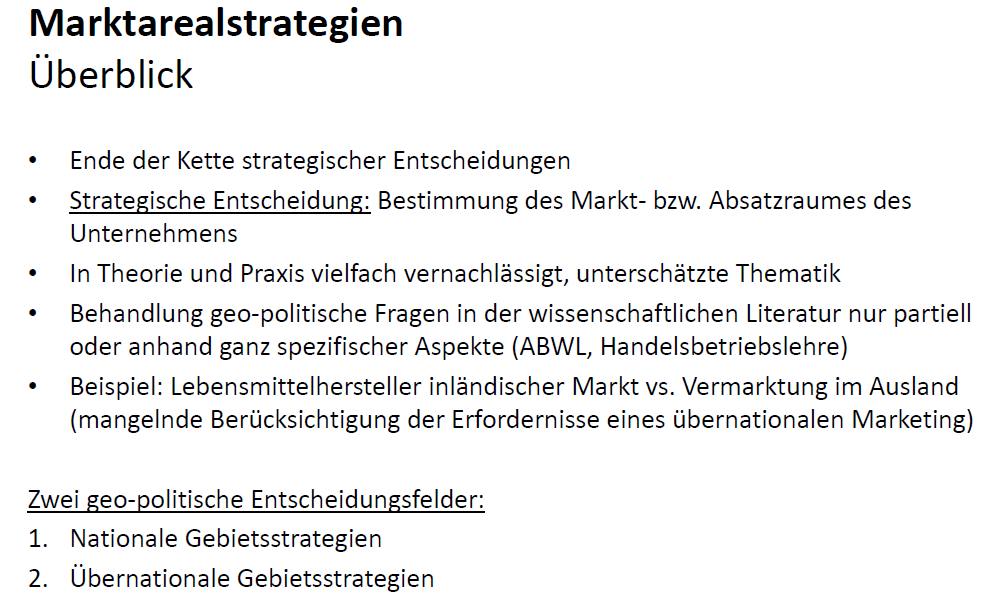 Marktarealstrategien
Überblick
• Ende der Kette strategischer Entscheidungen
• Strategische Entscheidung: Bestimmung des Markt- bzw. Absatzraumes des
Unternehmens
• In Theorie und Praxis vielfach vernachlässigt, unterschätzte Thematik
• Behandlung geo-politische Fragen in der wissenschaftlichen Literatur nur partiell
oder anhand ganz spezifischer Aspekte (ABWL, Handelsbetriebslehre)
• Beispiel: Lebensmittelhersteller inländischer Markt vs. Vermarktung im Ausland
(mangelnde Berücksichtigung der Erfordernisse eines übernationalen Marketing)
Zwei geo-politische Entscheidungsfelder:
1. Nationale Gebietsstrategien
2. Übernationale Gebietsstrategien